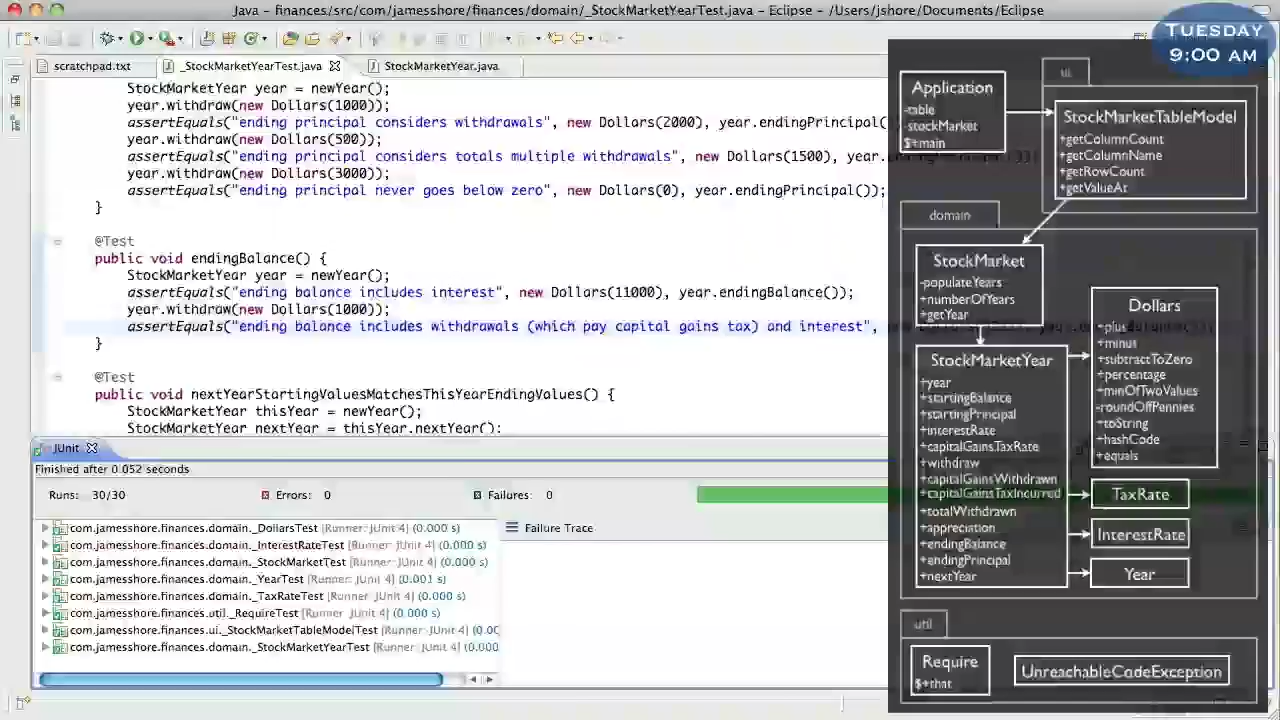 Java – finances/src/com/jamesshore/finances/domain/_StockMarketYearTest.java – Eclipse – /Users/jshore/Documents/Eclipse
TUESDAY
9:00 AM
scratchpad.txt
_StockMarketYearTest.java
StockMarketYear.java
StockMarketYear year = newYear();
year.withdraw(new Dollars(1000));
assertEquals("ending principal considers withdrawals", new Dollars(2000), year.endingPrincipal(
year.withdraw(new Dollars(500));
assertEquals("ending principal considers totals multiple withdrawals", new Dollars(1500), year.
year.withdraw(new Dollars(3000));
assertEquals("ending principal never goes below zero", new Dollars(0), year.endingPrincipal());
}
@Test
public void endingBalance() {
StockMarketYear year = newYear();
assertEquals("ending balance includes interest", new Dollars(11000), year.endingBalance());
year.withdraw(new Dollars(1000));
assertEquals("ending balance includes withdrawals (which pay capital gains tax) and interest",
}
@Test
public void nextYearStartingValuesMatchesThisYearEndingValues() {
StockMarketYear thisYear = newYear();
StockMarketYear nextYear = thisYear.nextYear();
JUnit
Finished after 0.052 seconds
Runs: 30/30
Errors: 0
Failures: 0
com.jamesshore.finances.domain._DollarsTest [Runner: JUnit 4] (0.000 s)
com.jamesshore.finances.domain._InterestRateTest [Runner: JUnit 4] (0.000 s)
com.jamesshore.finances.domain._StockMarketTest [Runner: JUnit 4] (0.000 s)
com.jamesshore.finances.domain._YearTest [Runner: JUnit 4] (0.001 s)
com.jamesshore.finances.domain._TaxRateTest [Runner: JUnit 4] (0.000 s)
com.jamesshore.finances.util._RequireTest [Runner: JUnit 4] (0.000 s)
com.jamesshore.finances.ui._StockMarketTableModelTest [Runner: JUnit 4] (0.00
com.jamesshore.finances.domain._StockMarketYearTest [Runner: JUnit 4] (0.000
Failure Trace
Application
-table
-stockMarket
$+main
ui
StockMarketTableModel
+getColumnCount
+getColumnName
+getRowCount
+getValueAt
domain
StockMarket
-populateYears
+numberOfYears
+getYear
StockMarketYear
+year
+startingBalance
+startingPrincipal
+interestRate
+capitalGainsTaxRate
+withdraw
+capitalGainsWithdrawn
+capitalGainsTaxIncurred
+totalWithdrawn
+appreciation
+endingBalance
+endingPrincipal
+nextYear
Dollars
+plus
+minus
+subtractToZero
+percentage
+minOfTwoValues
-roundOffPennies
+toString
+hashCode
+equals
TaxRate
InterestRate
Year
util
Require
$+that
UnreachableCodeException